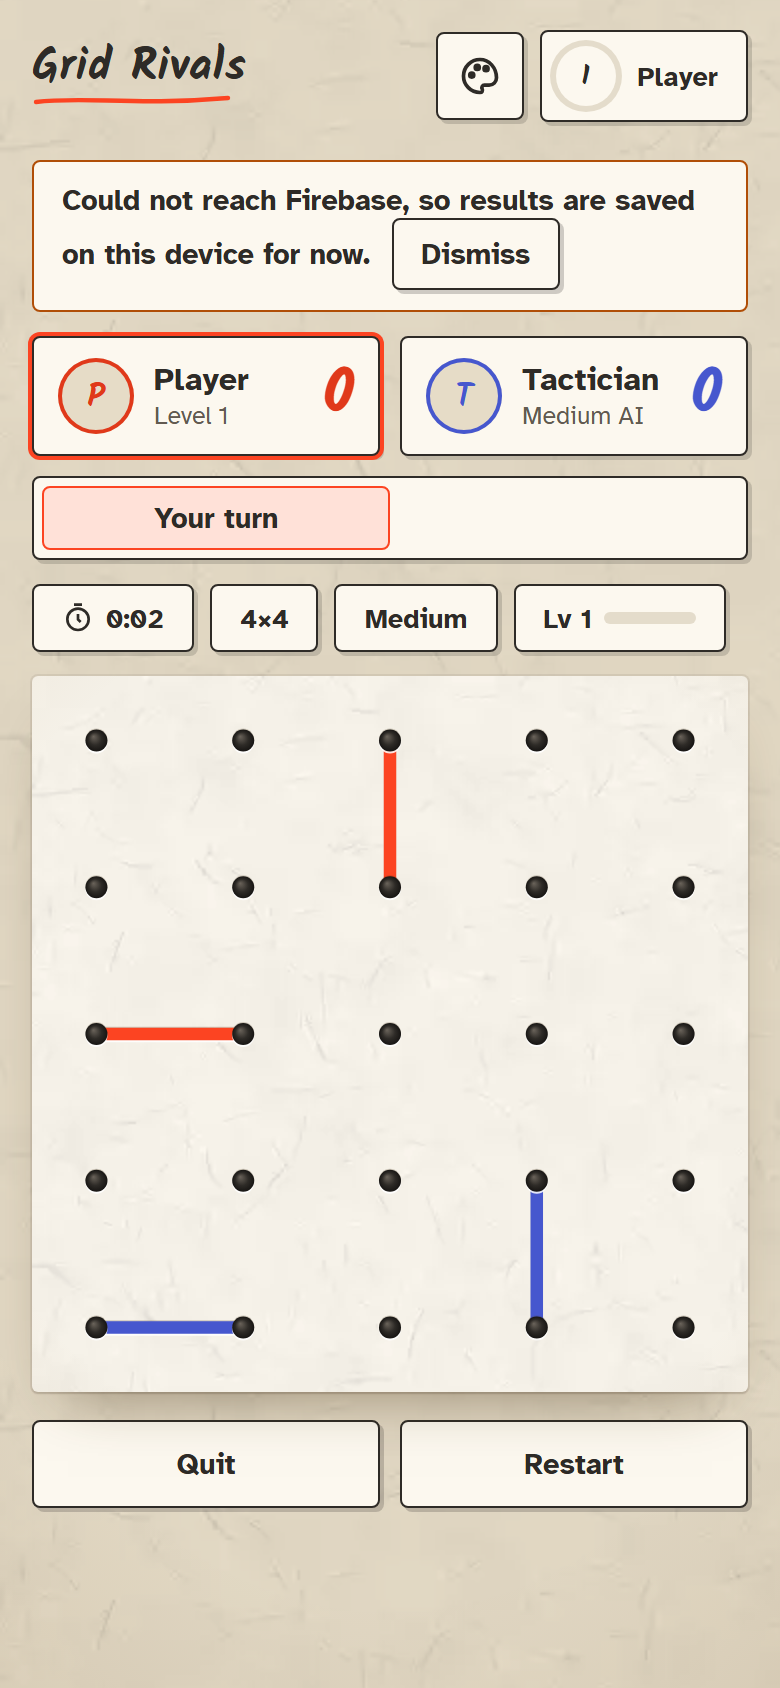 Grid Rivals
1
Player
Could not reach Firebase, so results are saved
on this device for now.
Dismiss
P
Player
Level 1
0
T
Tactician
Medium AI
0
Your turn
0:02
4×4
Medium
Lv 1
Quit
Restart